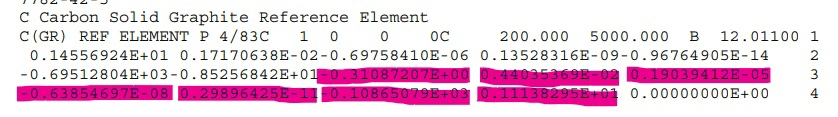 7782-42-5
C Carbon Solid Graphite Reference Element
C(GR) REF ELEMENT P 4/83C 1 0 0 0C 200.000 5000.000 B 12.01100 1
0.14556924E+01 0.17170638E-02-0.69758410E-06 0.13528316E-09-0.96764905E-14 2
-0.69512804E+03-0.85256842E+01-0.31087207E+00 0.44035369E-02 0.19039412E-05 3
-0.63854697E-08 0.29896425E-11-0.10865079E+03 0.11138295E+01 0.00000000E+00 4